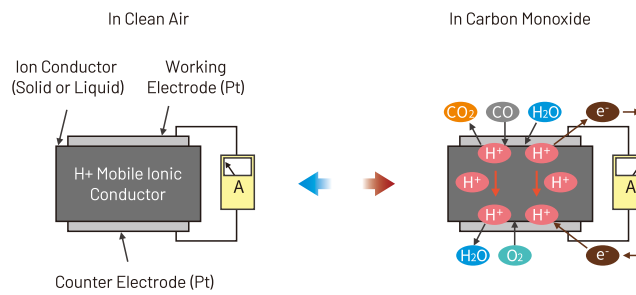 In Clean Air
In Carbon Monoxide
Ion Conductor
(Solid or Liquid)
Working
Electrode (Pt)
H+ Mobile Ionic
Conductor
A
Counter Electrode (Pt)
CO2
CO
H2O
e-
H+
H+
H+
H+
H+
H+
A
H2O
O2
e-